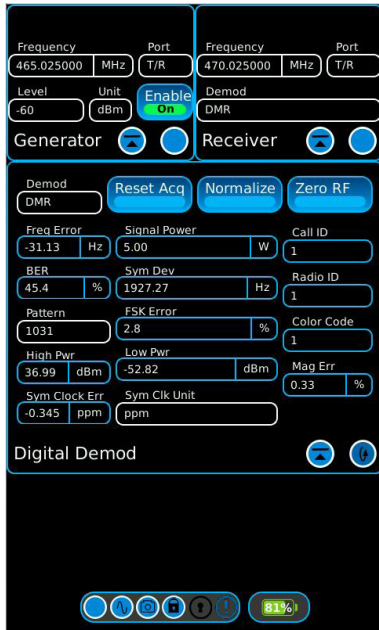 Frequency Port
465.025000 MHz T/R
Level Unit
-60 dBm Enable On
Generator
Frequency Port
470.025000 MHz T/R
Demod
DMR
Receiver
Demod
DMR
Reset Acq Normalize Zero RF
Freq Error Signal Power Call ID
-31.13 Hz 5.00 W 1
BER Sym Dev Radio ID
45.4 % 1927.27 Hz 1
Pattern FSK Error Color Code
1031 2.8 % 1
High Pwr Low Pwr Mag Err
36.99 dBm -52.82 dBm 0.33 %
Sym Clock Err Sym Clk Unit
-0.345 ppm ppm
Digital Demod
81%